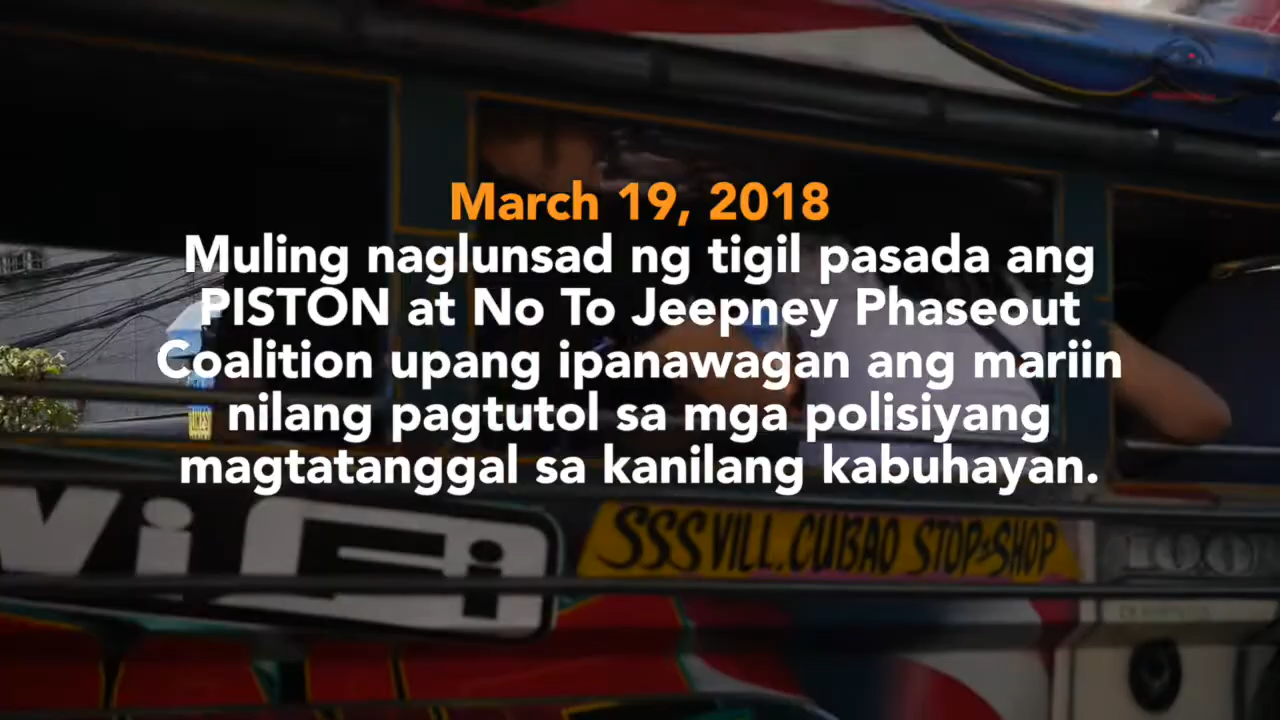 March 19, 2018
Muling naglunsad ng tigil pasada ang
PISTON at No To Jeepney Phaseout
Coalition upang ipanawagan ang mariin
nilang pagtutol sa mga polisiyang
magtatanggal sa kanilang kabuhayan.
WiFi
SSS VILL. CUBAO STOP & SHOP